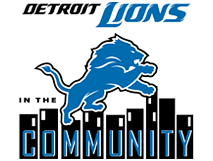 DETROIT LIONS
IN THE
COMMUNITY